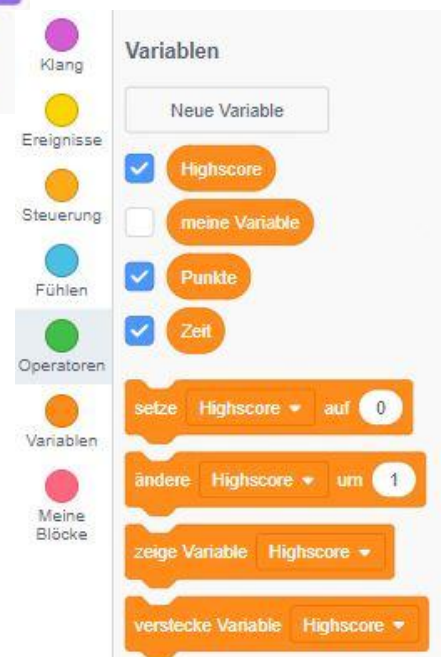 Klang
Ereignisse
Steuerung
Fühlen
Operatoren
Variablen
Meine
Blöcke
Variablen
Neue Variable
Highscore
meine Variable
Punkte
Zeit
setze Highscore auf 0
ändere Highscore um 1
zeige Variable Highscore
verstecke Variable Highscore